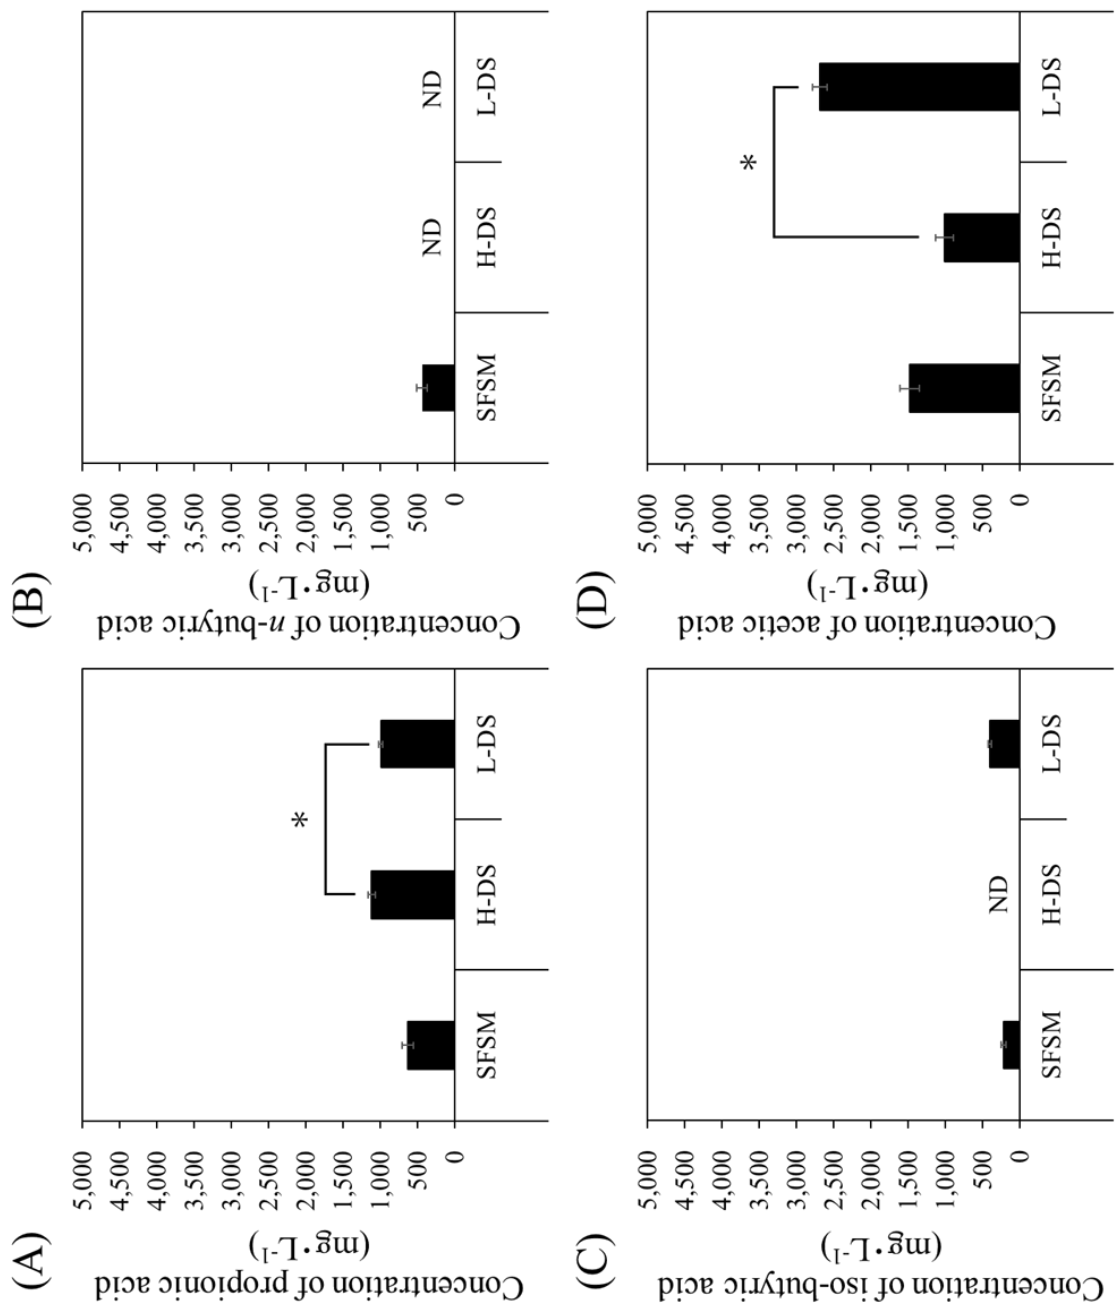 (A)
Concentration of propionic acid
(mg·L-1)
5,000
4,500
4,000
3,500
3,000
2,500
2,000
1,500
1,000
500
0
*
SFSM
H-DS
L-DS
(B)
Concentration of n-butyric acid
(mg·L-1)
5,000
4,500
4,000
3,500
3,000
2,500
2,000
1,500
1,000
500
0
ND
ND
SFSM
H-DS
L-DS
(C)
Concentration of iso-butyric acid
(mg·L-1)
5,000
4,500
4,000
3,500
3,000
2,500
2,000
1,500
1,000
500
0
ND
SFSM
H-DS
L-DS
(D)
Concentration of acetic acid
(mg·L-1)
5,000
4,500
4,000
3,500
3,000
2,500
2,000
1,500
1,000
500
0
*
SFSM
H-DS
L-DS